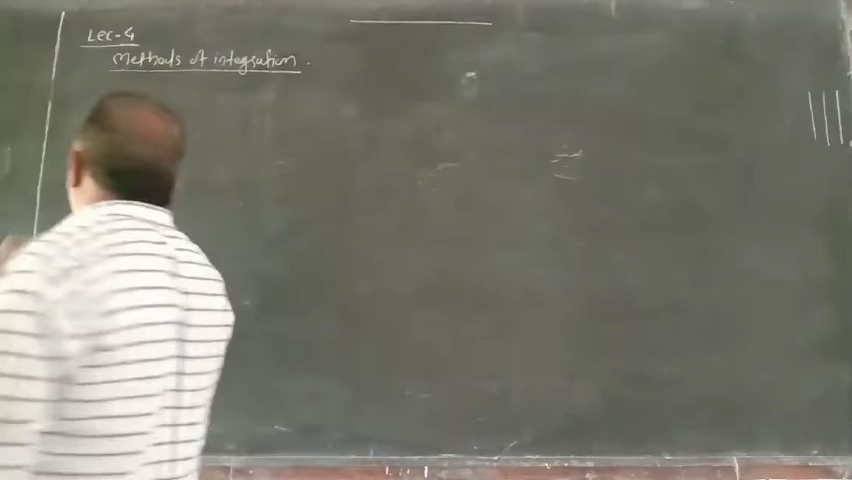 Lec-4
Methods of integration.